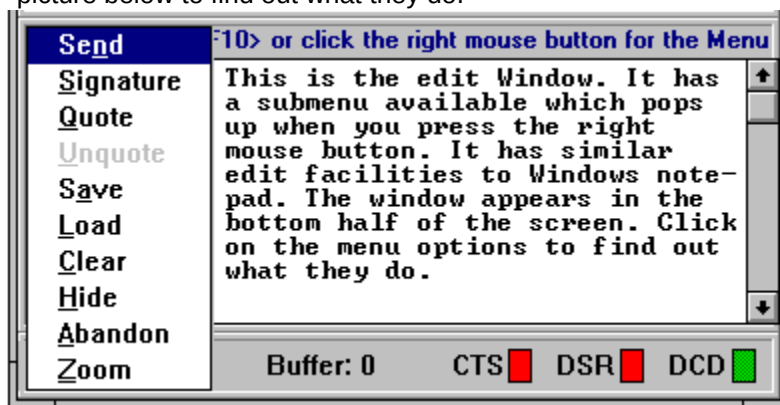 picture below to find out what they do.
F10> or click the right mouse button for the Menu
Send
Signature
Quote
Unquote
Save
Load
Clear
Hide
Abandon
Zoom
This is the edit Window. It has
a submenu available which pops
up when you press the right
mouse button. It has similar
edit facilities to Windows note-
pad. The window appears in the
bottom half of the screen. Click
on the menu options to find out
what they do.
Buffer: 0 CTS DSR DCD